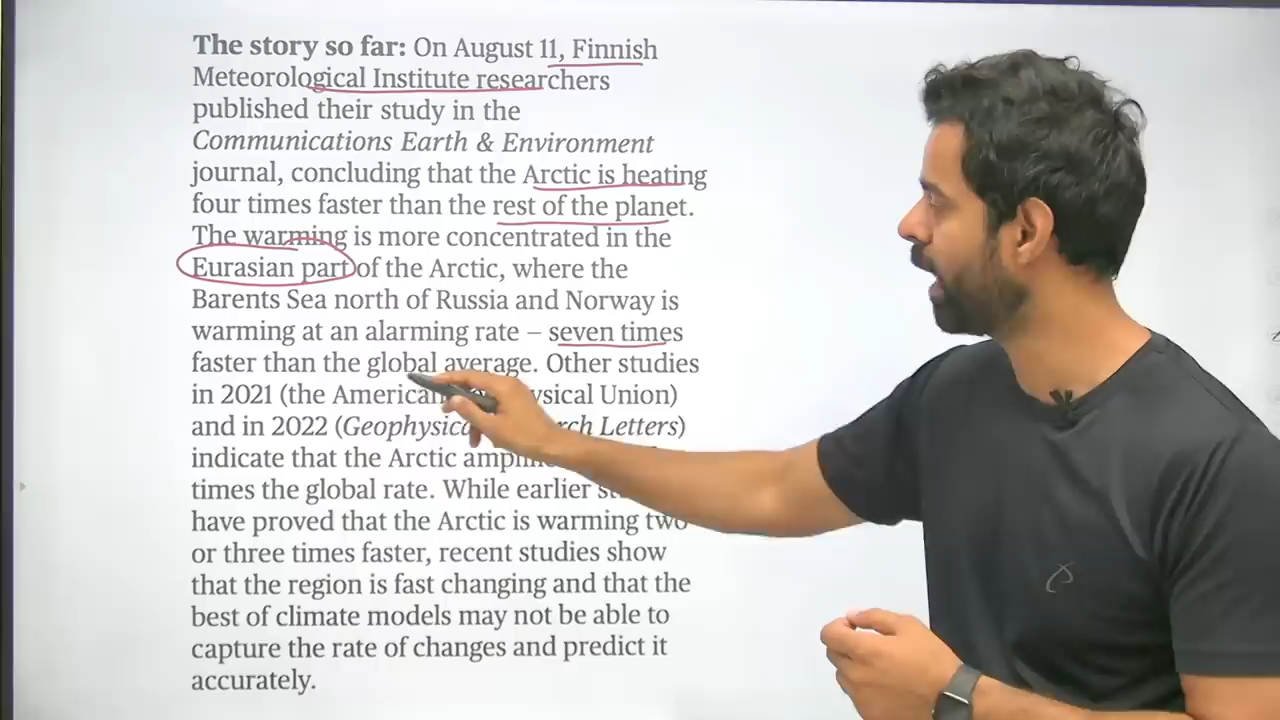 The story so far: On August 11, Finnish
Meteorological Institute researchers
published their study in the
Communications Earth & Environment
journal, concluding that the Arctic is heating
four times faster than the rest of the planet.
The warming is more concentrated in the
Eurasian part of the Arctic, where the
Barents Sea north of Russia and Norway is
warming at an alarming rate – seven times
faster than the global average. Other studies
in 2021 (the American Union)
and in 2022 (Letters)
indicate that the Arctic
times the global rate. While earlier
have proved that the Arctic is warming two
or three times faster, recent studies show
that the region is fast changing and that the
best of climate models may not be able to
capture the rate of changes and predict it
accurately.